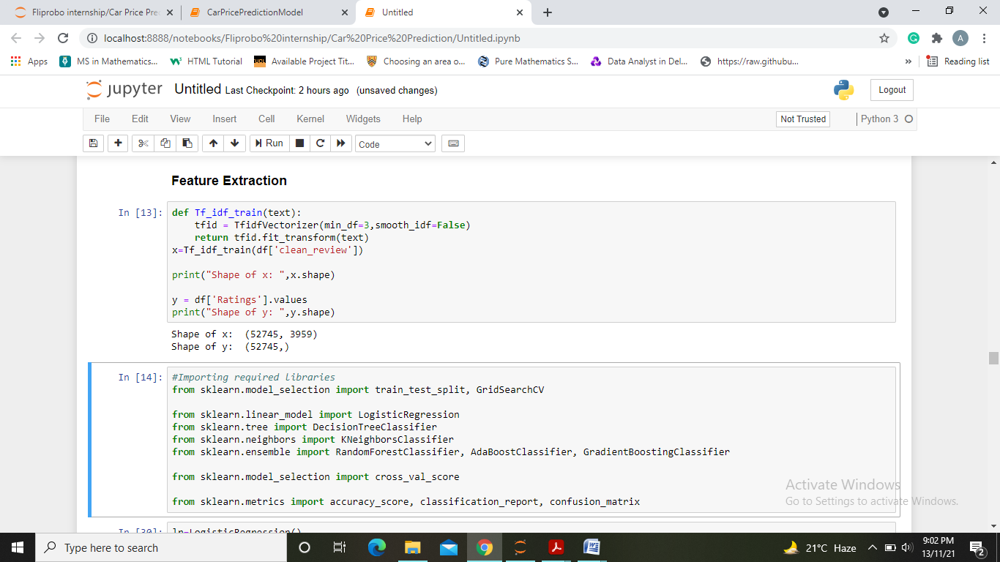 Fliprobo internship/Car Price Pre
CarPricePredictionModel
Untitled
localhost:8888/notebooks/Fliprobo%20internship/Car%20Price%20Prediction/Untitled.ipynb
A
Apps
MS in Mathematics...
HTML Tutorial
Available Project Tit...
Choosing an area o...
Pure Mathematics S...
Data Analyst in Del...
https://raw.githubu...
»
Reading list
jupyter Untitled Last Checkpoint: 2 hours ago (unsaved changes)
Logout
File Edit View Insert Cell Kernel Widgets Help
Not Trusted
Python 3
Run
Code
Feature Extraction
In [13]: def Tf_idf_train(text):
tfid = TfidfVectorizer(min_df=3,smooth_idf=False)
return tfid.fit_transform(text)
x=Tf_idf_train(df['clean_review'])
print("Shape of x: ",x.shape)
y = df['Ratings'].values
print("Shape of y: ",y.shape)
Shape of x:  (52745, 3959)
Shape of y:  (52745,)
In [14]: #Importing required libraries
from sklearn.model_selection import train_test_split, GridSearchCV
from sklearn.linear_model import LogisticRegression
from sklearn.tree import DecisionTreeClassifier
from sklearn.neighbors import KNeighborsClassifier
from sklearn.ensemble import RandomForestClassifier, AdaBoostClassifier, GradientBoostingClassifier
from sklearn.model_selection import cross_val_score
from sklearn.metrics import accuracy_score, classification_report, confusion_matrix
Activate Windows
Go to Settings to activate Windows.
Type here to search
21°C Haze
9:02 PM
13/11/21
2